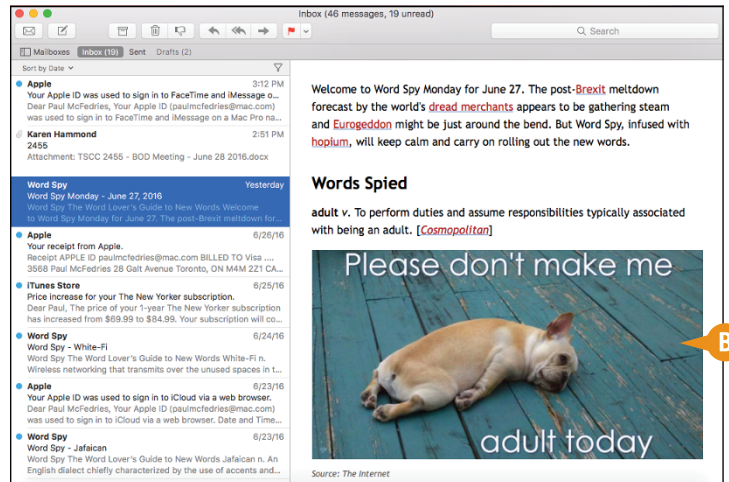 Inbox (46 messages, 19 unread)
Search
Mailboxes Inbox (19) Sent Drafts (2)
Sort by Date
Apple 3:12 PM
Your Apple ID was used to sign in to FaceTime and iMessage o...
Dear Paul McFedries, Your Apple ID (paulmcfedries@mac.com)
was used to sign in to FaceTime and iMessage on a Mac Pro na...
Karen Hammond 2:51 PM
2455
Attachment: TSCC 2455 - BOD Meeting - June 28 2016.docx
Word Spy Yesterday
Word Spy Monday - June 27, 2016
Word Spy The Word Lover's Guide to New Words Welcome
to Word Spy Monday for June 27. The post-Brexit meltdown for...
Apple 6/26/16
Your receipt from Apple.
Receipt APPLE ID paulmcfedries@mac.com BILLED TO Visa ....
3568 Paul McFedries 28 Galt Avenue Toronto, ON M4M 2Z1 CA...
iTunes Store 6/25/16
Price increase for your The New Yorker subscription.
Dear Paul, The price of your 1-year The New Yorker subscription
has increased from $69.99 to $84.99. Your subscription will co...
Word Spy 6/24/16
Word Spy - White-Fi
Word Spy The Word Lover's Guide to New Words White-Fi n.
Wireless networking that transmits over the unused spaces in t...
Apple 6/23/16
Your Apple ID was used to sign in to iCloud via a web browser.
Dear Paul McFedries, Your Apple ID (paulmcfedries@mac.com)
was used to sign in to iCloud via a web browser. Date and Time...
Word Spy 6/23/16
Word Spy - Jafaican
Word Spy The Word Lover's Guide to New Words Jafaican n. An
English dialect chiefly characterized by the use of accents and...
Welcome to Word Spy Monday for June 27. The post-Brexit meltdown
forecast by the world's dread merchants appears to be gathering steam
and Eurogeddon might be just around the bend. But Word Spy, infused with
hopium, will keep calm and carry on rolling out the new words.
Words Spied
adult v. To perform duties and assume responsibilities typically associated
with being an adult. [Cosmopolitan]
Please don't make me
adult today
B
Source: The Internet